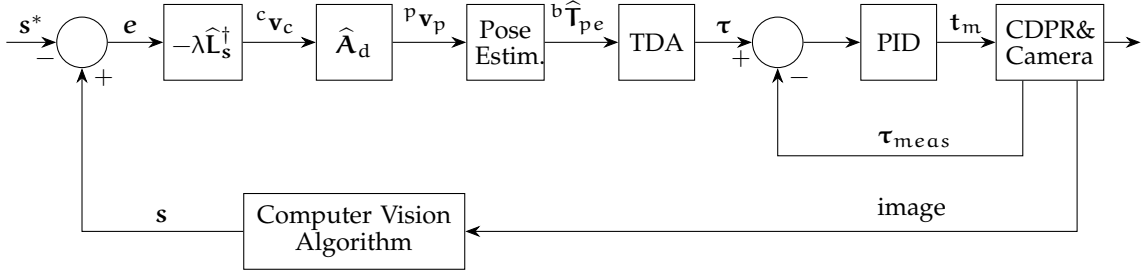 s* e −λL̂s† ᶜvc Âd ᵖvp Pose Estim. ᵇT̂pe TDA τ PID tm CDPR& Camera
− + + −
τmeas
s Computer Vision Algorithm image